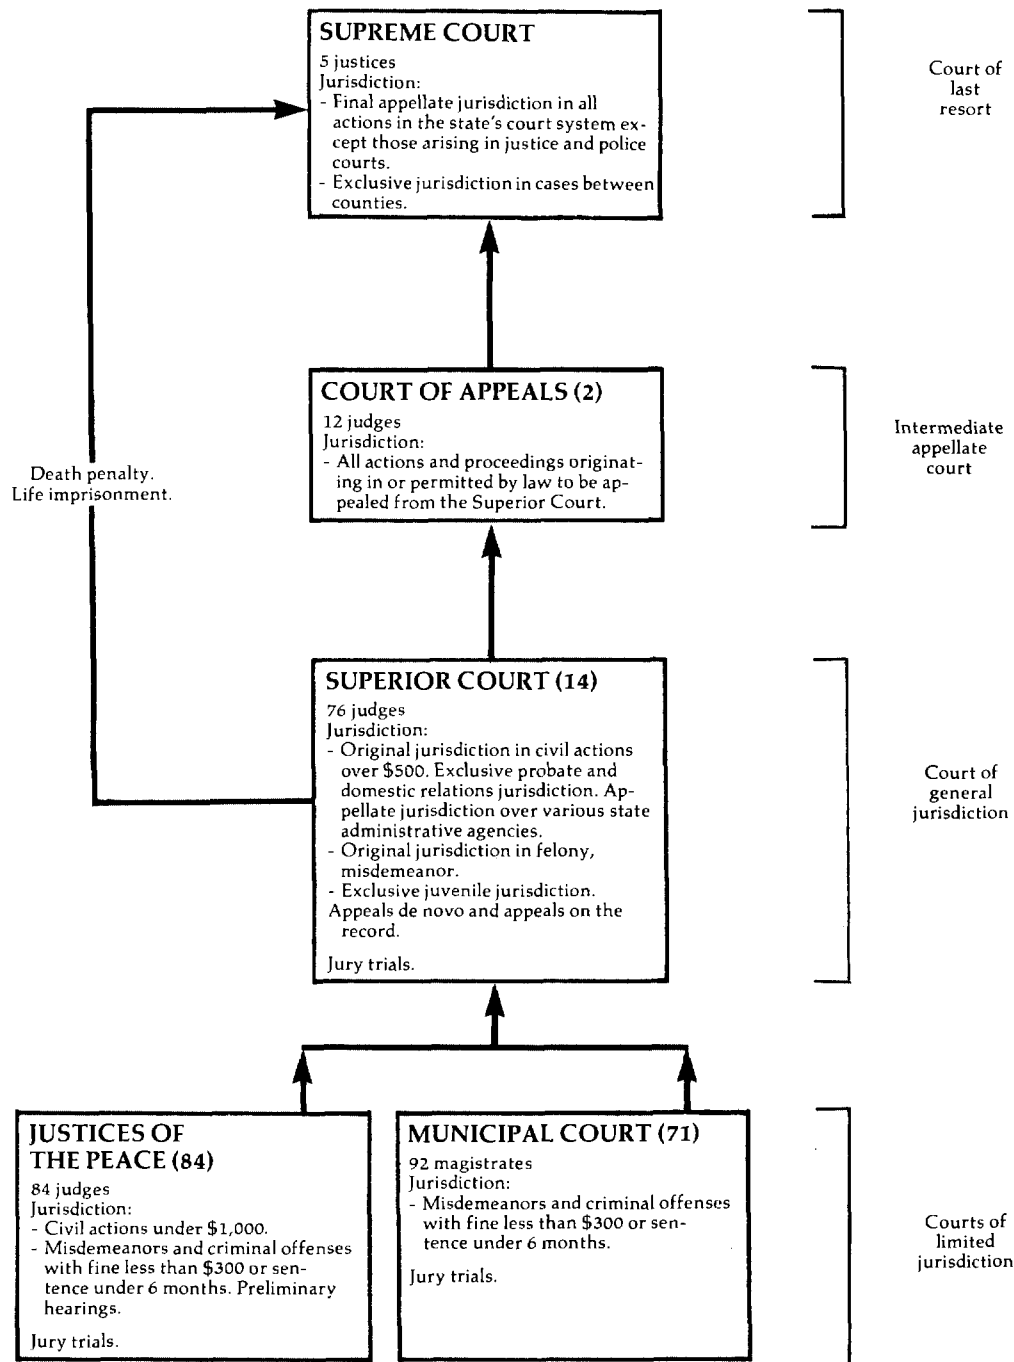 SUPREME COURT
5 justices
Jurisdiction:
- Final appellate jurisdiction in all
actions in the state's court system ex-
cept those arising in justice and police
courts.
- Exclusive jurisdiction in cases between
counties.
Court of
last
resort
COURT OF APPEALS (2)
12 judges
Jurisdiction:
- All actions and proceedings originat-
ing in or permitted by law to be ap-
pealed from the Superior Court.
Intermediate
appellate
court
Death penalty.
Life imprisonment.
SUPERIOR COURT (14)
76 judges
Jurisdiction:
- Original jurisdiction in civil actions
over $500. Exclusive probate and
domestic relations jurisdiction. Ap-
pellate jurisdiction over various state
administrative agencies.
- Original jurisdiction in felony,
misdemeanor.
- Exclusive juvenile jurisdiction.
Appeals de novo and appeals on the
record.
Jury trials.
Court of
general
jurisdiction
JUSTICES OF
THE PEACE (84)
84 judges
Jurisdiction:
- Civil actions under $1,000.
- Misdemeanors and criminal offenses
with fine less than $300 or sen-
tence under 6 months. Preliminary
hearings.
Jury trials.
MUNICIPAL COURT (71)
92 magistrates
Jurisdiction:
- Misdemeanors and criminal offenses
with fine less than $300 or sen-
tence under 6 months.
Jury trials.
Courts of
limited
jurisdiction